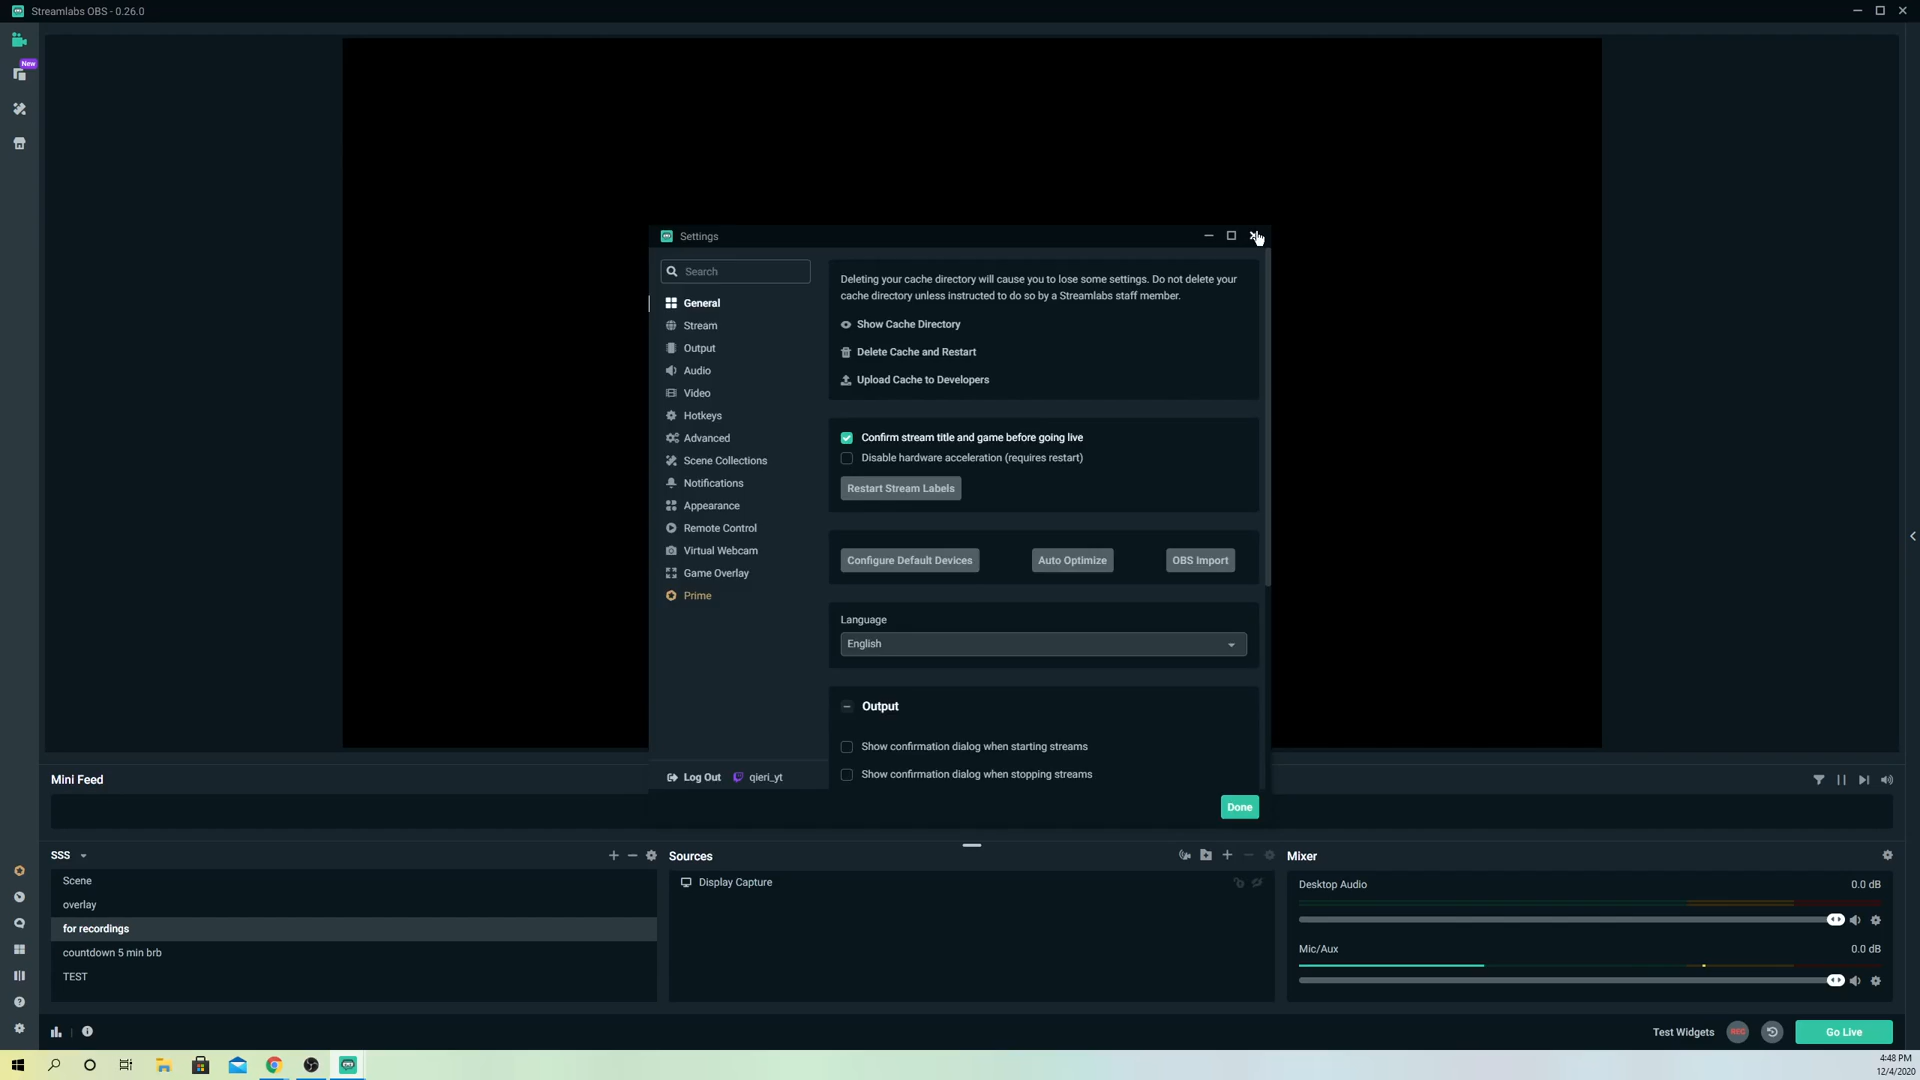 Streamlabs OBS - 0.26.0
New
Settings
Search
General
Stream
Output
Audio
Video
Hotkeys
Advanced
Scene Collections
Notifications
Appearance
Remote Control
Virtual Webcam
Game Overlay
Prime
Log Out qieri_yt
Deleting your cache directory will cause you to lose some settings. Do not delete your
cache directory unless instructed to do so by a Streamlabs staff member.
Show Cache Directory
Delete Cache and Restart
Upload Cache to Developers
Confirm stream title and game before going live
Disable hardware acceleration (requires restart)
Restart Stream Labels
Configure Default Devices Auto Optimize OBS Import
Language
English
Output
Show confirmation dialog when starting streams
Show confirmation dialog when stopping streams
Done
Mini Feed
SSS
Scene
overlay
for recordings
countdown 5 min brb
TEST
Sources
Display Capture
Mixer
Desktop Audio 0.0 dB
Mic/Aux 0.0 dB
Test Widgets REC Go Live
4:48 PM
12/4/2020